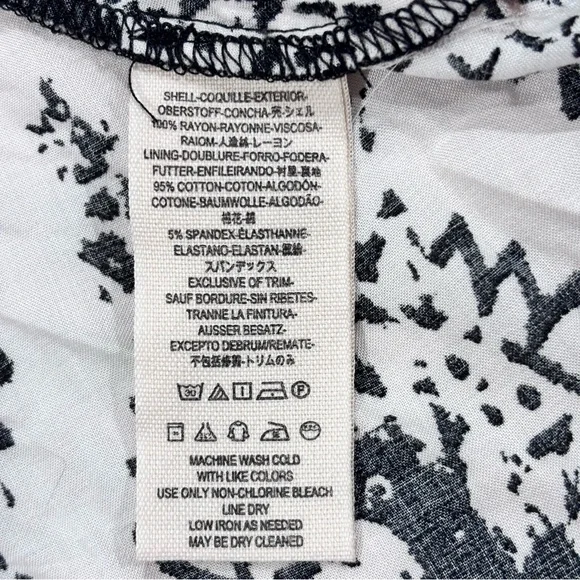 SHELL-COQUILLE-EXTERIOR-
OBERSTOFF-CONCHA-壳-シェル
100% RAYON-RAYONNE-VISCOSA-
RAIOM-人造絲-レーヨン
LINING-DOUBLURE-FORRO-FODERA-
FUTTER-ENFILEIRANDO-衬里-裏地
95% COTTON-COTON-ALGODÓN-
COTONE-BAUMWOLLE-ALGODÃO-
棉花-綿
5% SPANDEX-ÉLASTHANNE-
ELASTANO-ELASTAN-
スパンデックス
EXCLUSIVE OF TRIM-
SAUF BORDURE-SIN RIBETES-
TRANNE LA FINITURA-
AUSSER BESATZ-
EXCEPTO DEBRUM/REMATE-
不包括修剪-トリムのみ
30 P
MACHINE WASH COLD
WITH LIKE COLORS
USE ONLY NON-CHLORINE BLEACH
LINE DRY
LOW IRON AS NEEDED
MAY BE DRY CLEANED